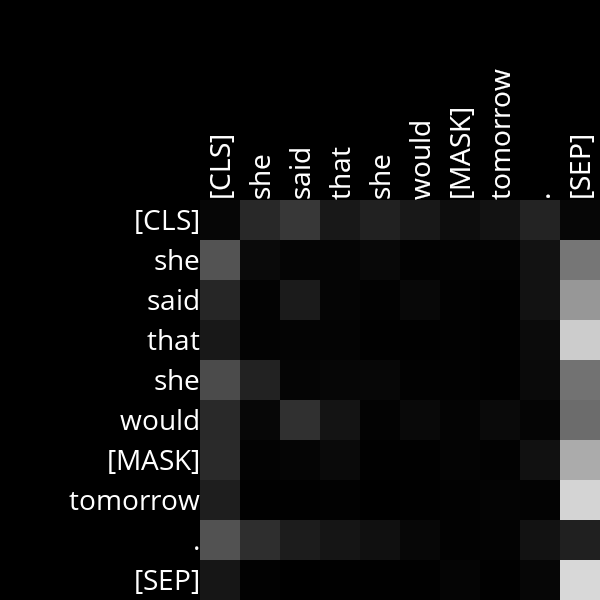 [CLS] she said that she would [MASK] tomorrow . [SEP]
[CLS]
she
said
that
she
would
[MASK]
tomorrow
.
[SEP]